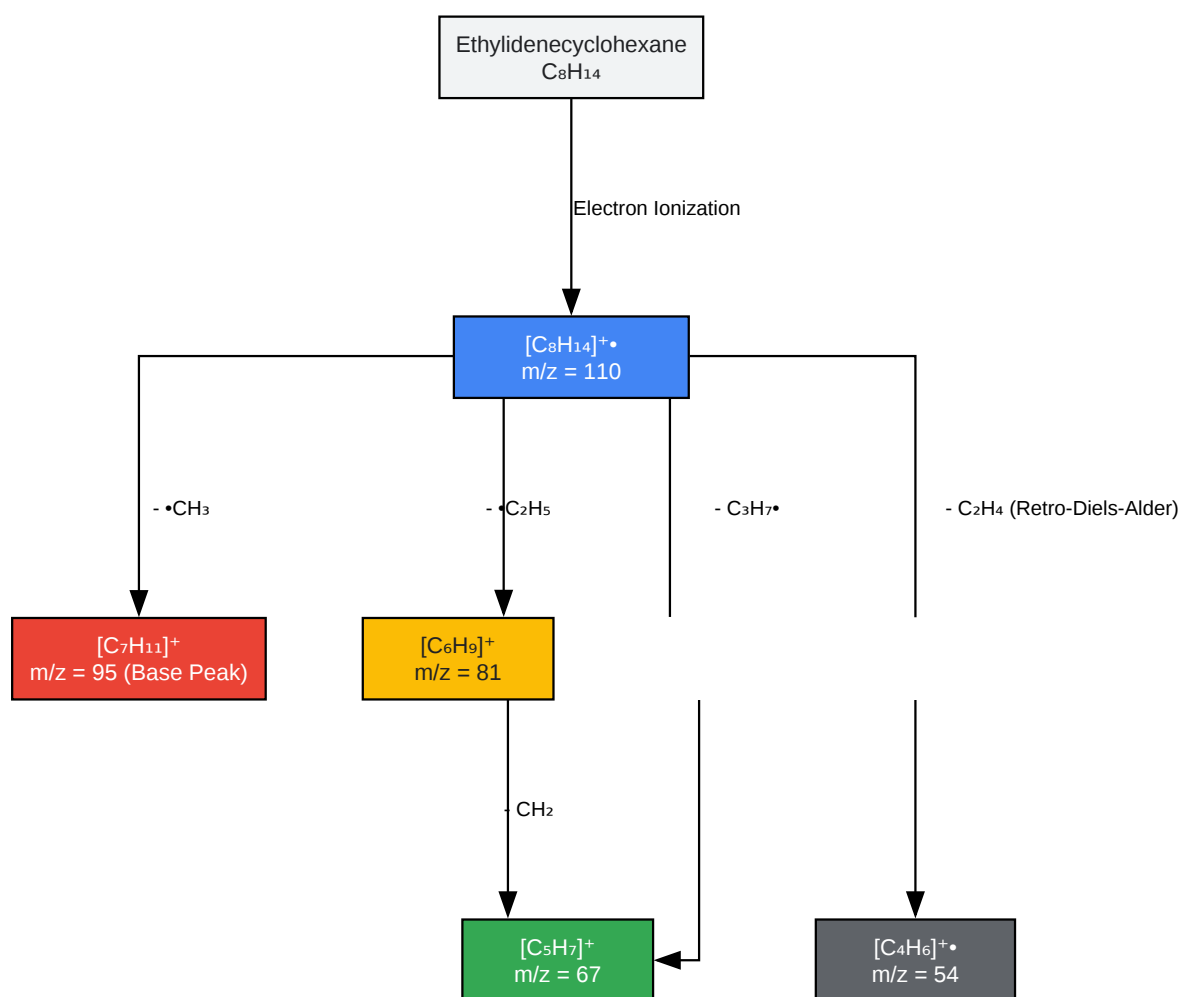 Ethylidenecyclohexane
C₈H₁₄
Electron Ionization
[C₈H₁₄]⁺•
m/z = 110
- •CH₃
- •C₂H₅
- C₃H₇•
- C₂H₄ (Retro-Diels-Alder)
[C₇H₁₁]⁺
m/z = 95 (Base Peak)
[C₆H₉]⁺
m/z = 81
- CH₂
[C₅H₇]⁺
m/z = 67
[C₄H₆]⁺•
m/z = 54